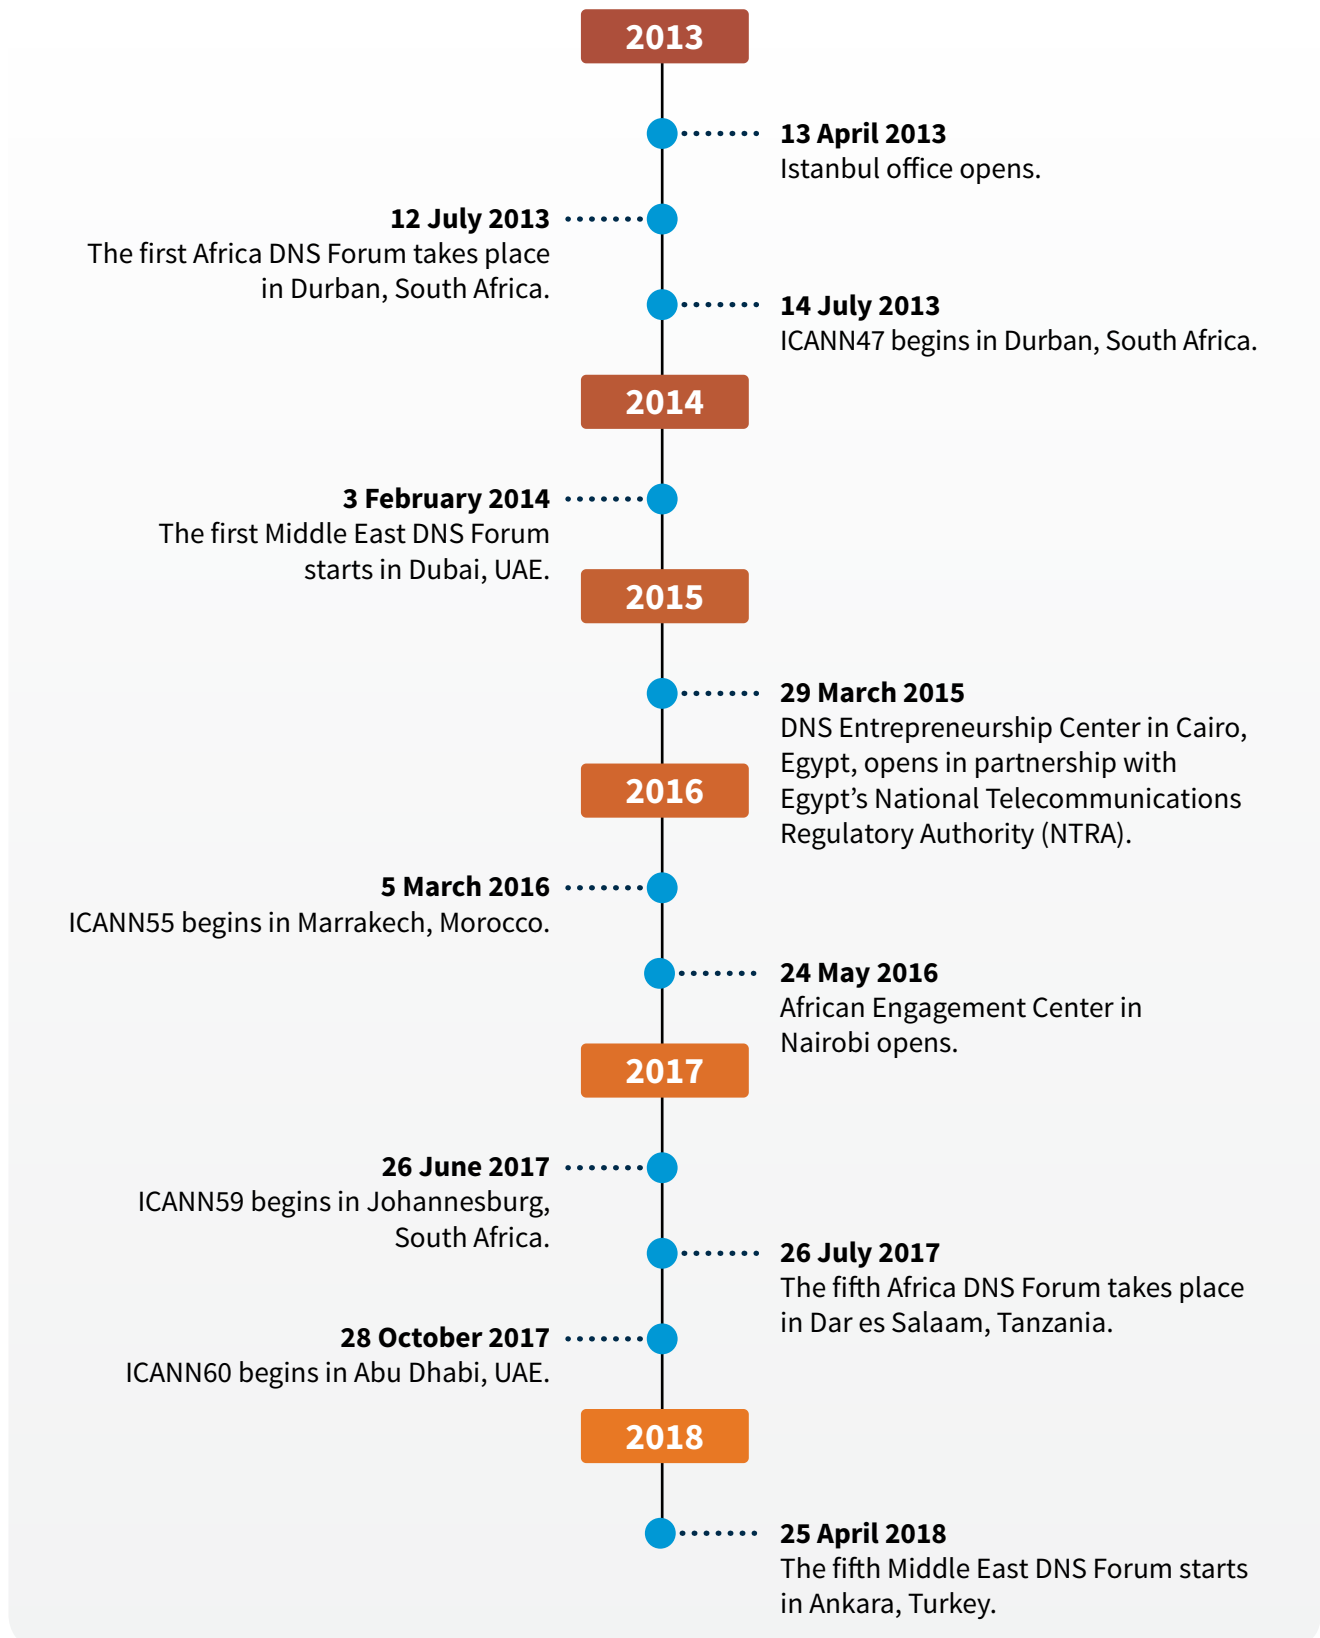 2013
13 April 2013
Istanbul office opens.
12 July 2013
The first Africa DNS Forum takes place
in Durban, South Africa.
14 July 2013
ICANN47 begins in Durban, South Africa.
2014
3 February 2014
The first Middle East DNS Forum
starts in Dubai, UAE.
2015
29 March 2015
DNS Entrepreneurship Center in Cairo,
Egypt, opens in partnership with
Egypt’s National Telecommunications
Regulatory Authority (NTRA).
2016
5 March 2016
ICANN55 begins in Marrakech, Morocco.
24 May 2016
African Engagement Center in
Nairobi opens.
2017
26 June 2017
ICANN59 begins in Johannesburg,
South Africa.
26 July 2017
The fifth Africa DNS Forum takes place
in Dar es Salaam, Tanzania.
28 October 2017
ICANN60 begins in Abu Dhabi, UAE.
2018
25 April 2018
The fifth Middle East DNS Forum starts
in Ankara, Turkey.